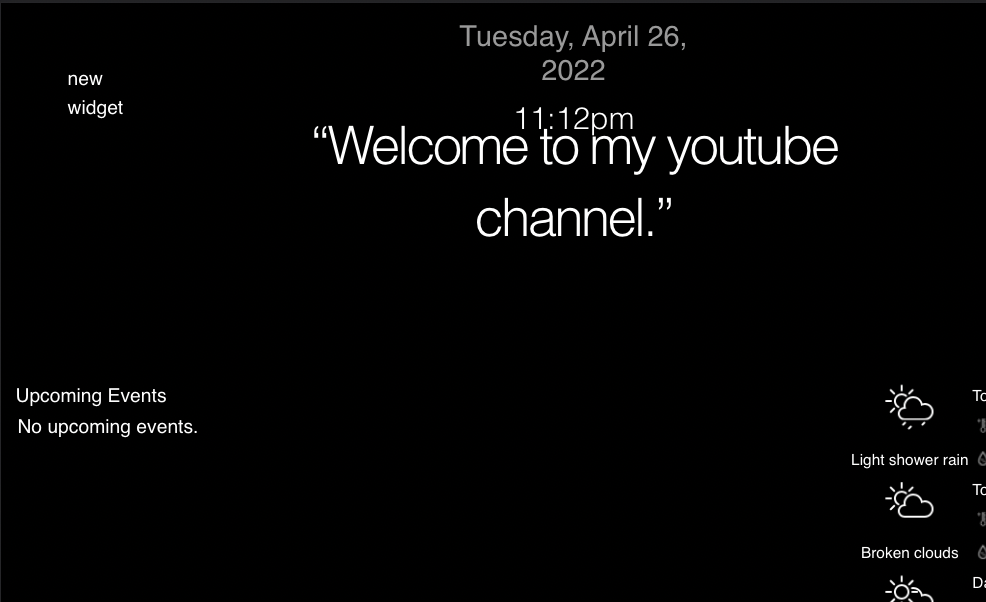 Tuesday, April 26,
2022
new
widget
11:12pm
“Welcome to my youtube
channel.”
Upcoming Events
No upcoming events.
Light shower rain
Broken clouds